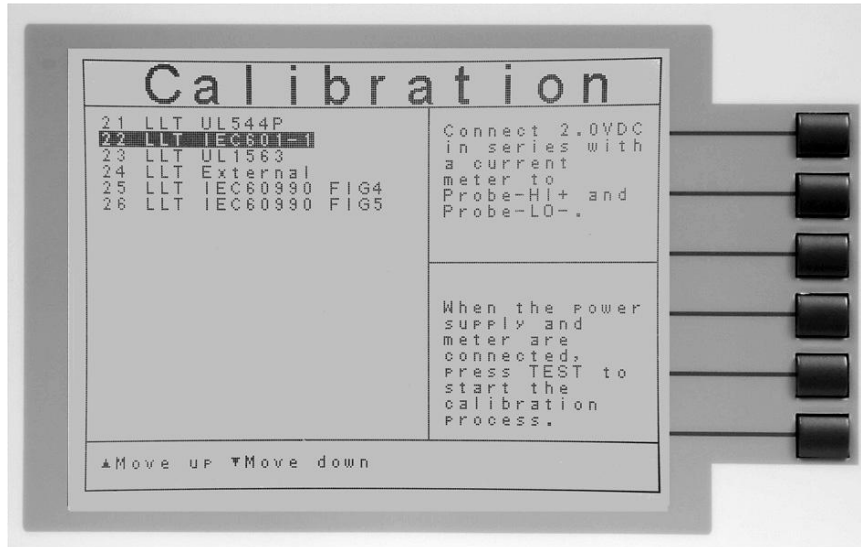 Calibration
21 LLT UL544P
22 LLT IEC601-1
23 LLT UL1563
24 LLT External
25 LLT IEC60990 FIG4
26 LLT IEC60990 FIG5
Connect 2.0VDC
in series with
a current
meter to
Probe-HI+ and
Probe-LO-.
When the power
supply and
meter are
connected,
press TEST to
start the
calibration
process.
▲Move up ▼Move down